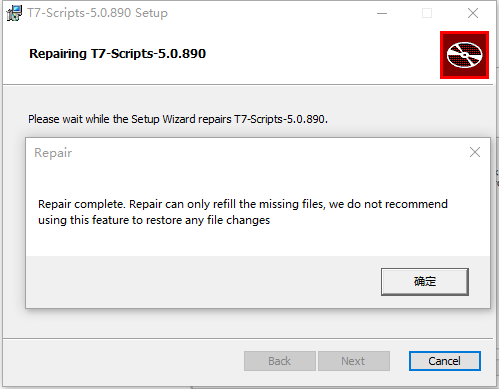 T7-Scripts-5.0.890 Setup
Repairing T7-Scripts-5.0.890
Please wait while the Setup Wizard repairs T7-Scripts-5.0.890.
Repair
Repair complete. Repair can only refill the missing files, we do not recommend
using this feature to restore any file changes
确定
Back
Next
Cancel